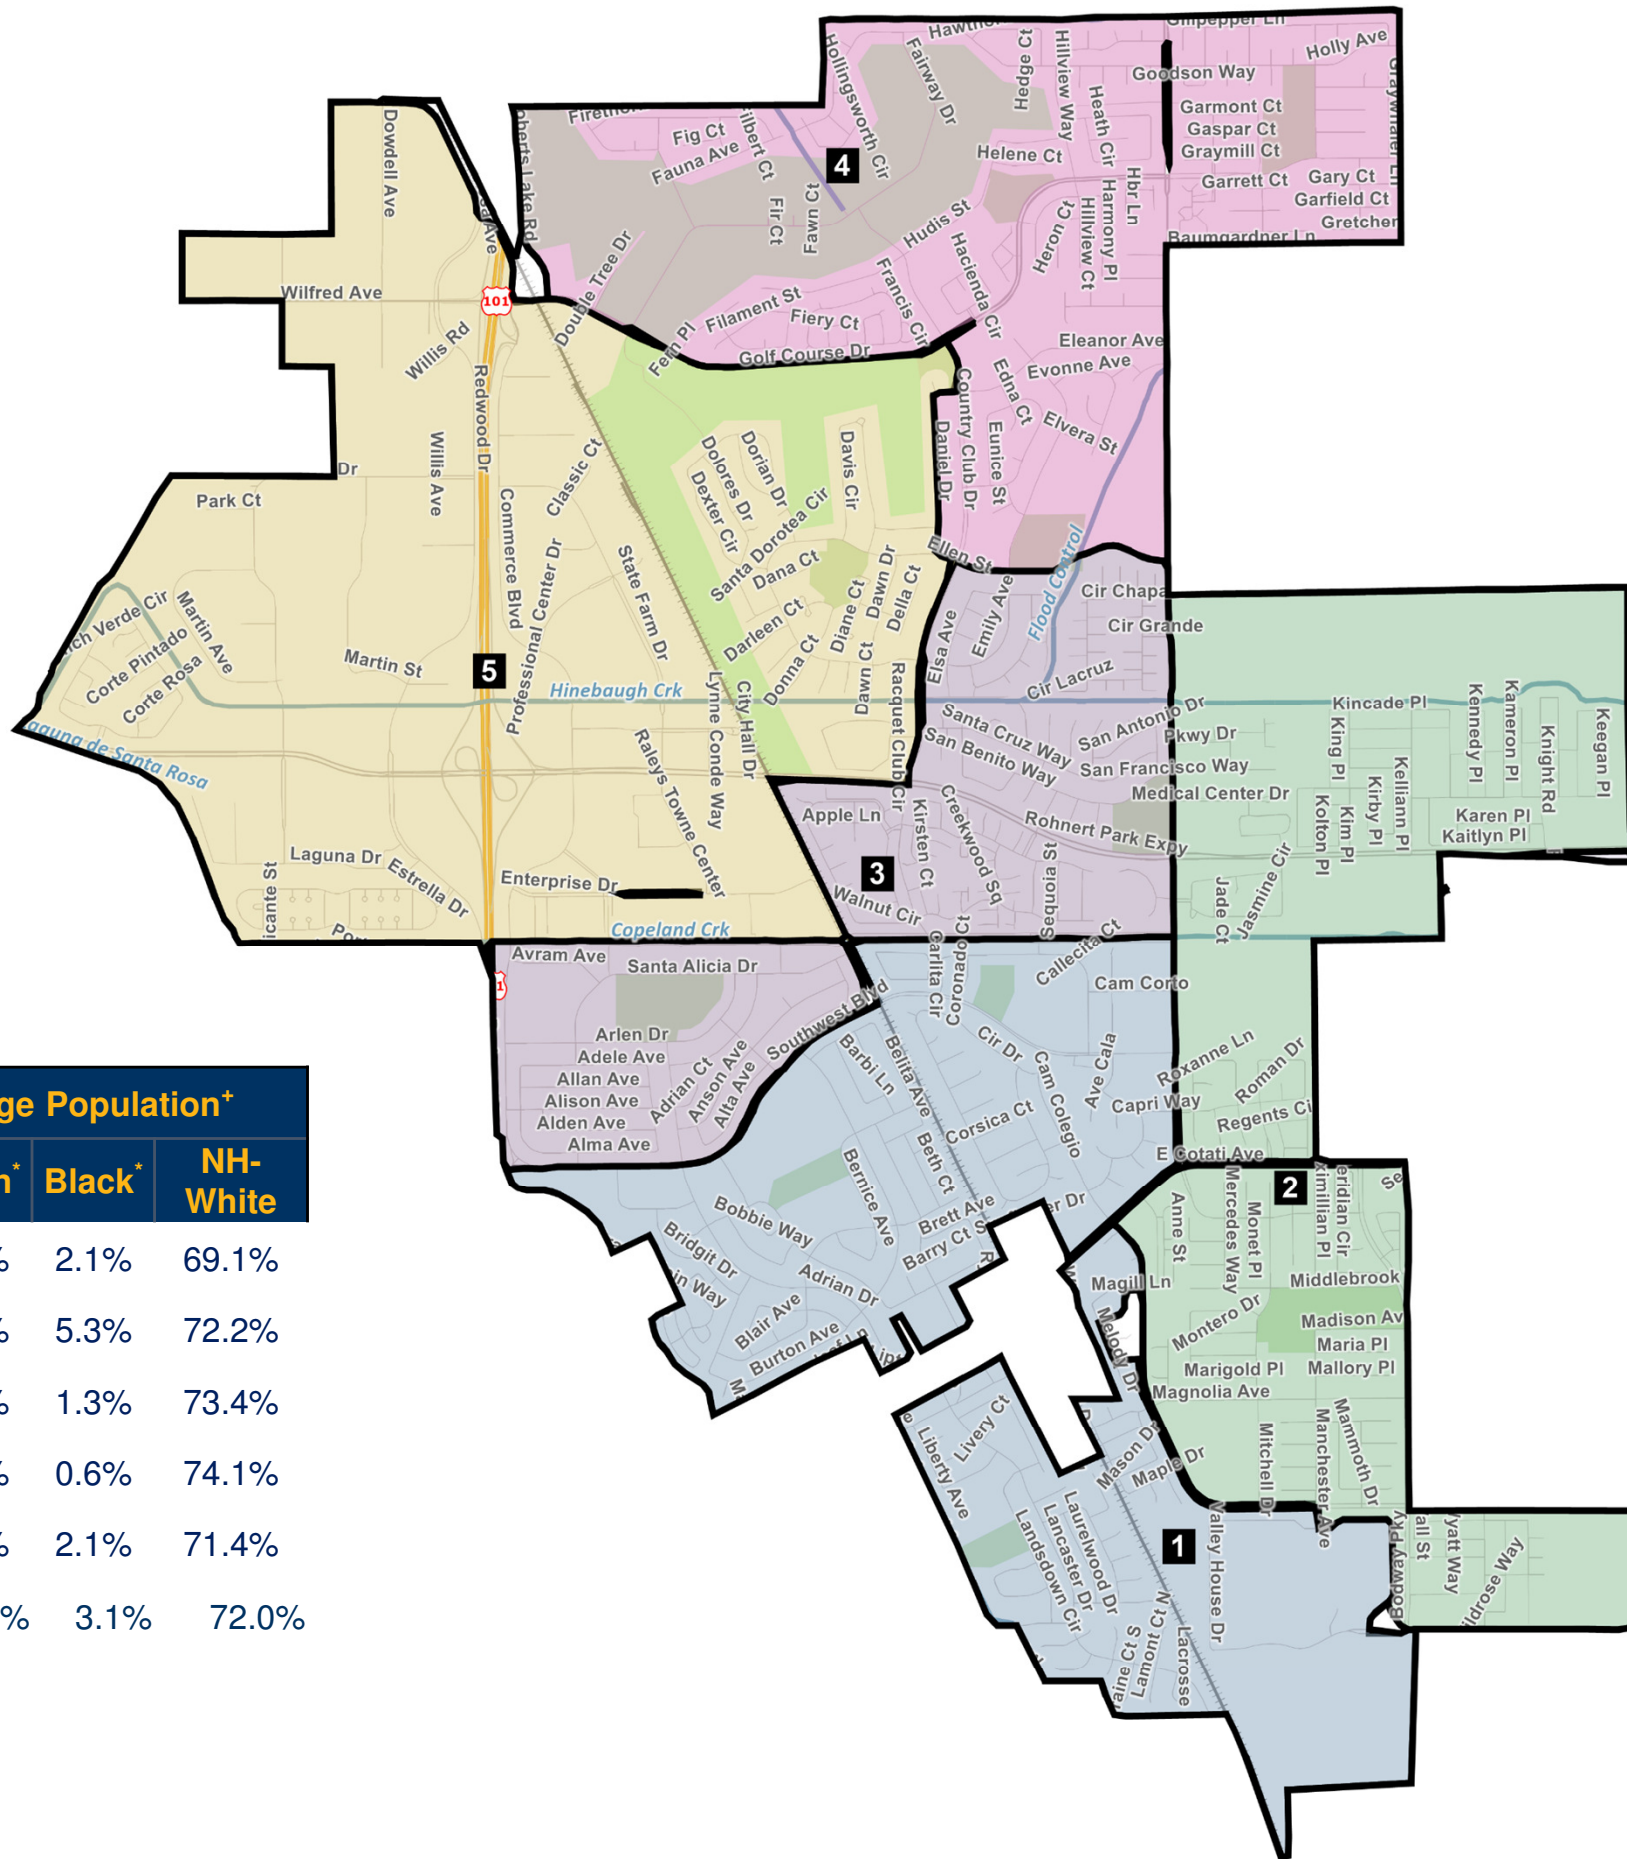 Hollingsworth Cir
Fairway Dr
Hedge Ct
Hillview Way
Heath Cir
Holly Ave
Goodson Way
Garmont Ct
Gaspar Ct
Graymill Ct
Garrett Ct
Gary Ct
Garfield Ct
Baumgardner Ln
Dowdell Ave
Fig Ct
Fauna Ave
Fir Ct
Fawn Ct
4
Helene Ct
Hbr Ln
Harmony Pl
Hillview Ct
Heron Ct
Hudis St
Hacienda Cir
Francis Cir
Double Tree Dr
Filament St
Fiery Ct
Fern Pl
Golf Course Dr
Wilfred Ave
101
Willis Rd
Redwood Dr
Willis Ave
Dr
Park Ct
Classic Ct
Commerce Blvd
Professional Center Dr
State Farm Dr
Eleanor Ave
Evonne Ave
Edna Ct
Elvera St
Country Club Dr
Eunice St
Daniel Dr
Ellen St
Flood Control
Dorian Dr
Dolores Dr
Dexter Cir
Davis Cir
Santa Dorotea Cir
Dana Ct
Dawn Dr
Della Ct
Diane Ct
Darleen Ct
Donna Ct
Dawn Ct
Racquet Club Cir
Martin Ave
Corte Pintado
Corte Rosa
Martin St
5
Hinebaugh Crk
Lynne Conde Way
City Hall Dr
Raleys Towne Center
Laguna Dr
Estrella Dr
Enterprise Dr
Copeland Crk
Elsa Ave
Emily Ave
Cir Grande
Cir Lacruz
Santa Cruz Way
San Benito Way
San Antonio Dr
Pkwy Dr
San Francisco Way
Medical Center Dr
Rohnert Park Expy
Apple Ln
Kirsten Ct
Creekwood Sq
3
Walnut Cir
Kincade Pl
King Pl
Kennedy Pl
Kameron Pl
Knight Rd
Keegan Pl
Kelliann Pl
Kirby Pl
Kim Pl
Kolton Pl
Karen Pl
Kaitlyn Pl
Jade Ct
Jasmine Cir
Avram Ave
Santa Alicia Dr
Arlen Dr
Adele Ave
Allan Ave
Alison Ave
Alden Ave
Alma Ave
Adrian Ct
Anson Ave
Alta Ave
Southwest Blvd
Carlita Cir
Callecita Ct
Cam Corto
Cir Dr
Cam Colegio
Ave Cala
Capri Way
Corsica Ct
Barbi Ln
Belita Ave
Beth Ct
Bernice Ave
Brett Ave
Bobbie Way
Bridgit Dr
Adrian Dr
Blair Ave
Burton Ave
Roxanne Ln
Roman Dr
E Cotati Ave
2
Anne St
Mercedes Way
Monet Pl
Middlebrook
Montero Dr
Maria Pl
Mallory Pl
Marigold Pl
Magnolia Ave
Mitchell Dr
Manchester Ave
Mammoth Dr
Magill Ln
Melody Dr
Mason Dr
Maple Dr
Livery Ct
Liberty Ave
Laurelwood Dr
Lancaster Dr
Landsdown Cir
1
Valley House Dr
Lacrosse
ge Population+
n* Black* NH-White
% 2.1% 69.1%
% 5.3% 72.2%
% 1.3% 73.4%
% 0.6% 74.1%
% 2.1% 71.4%
% 3.1% 72.0%